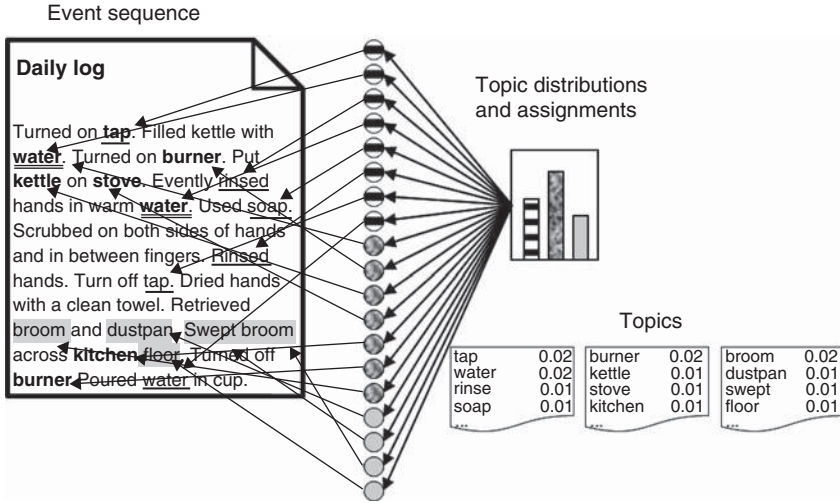 Event sequence
Daily log
Turned on tap. Filled kettle with
water. Turned on burner. Put
kettle on stove. Evently rinsed
hands in warm water. Used soap.
Scrubbed on both sides of hands
and in between fingers. Rinsed
hands. Turn off tap. Dried hands
with a clean towel. Retrieved
broom and dustpan. Swept broom
across kitchen floor. Turned off
burner. Poured water in cup.
Topic distributions
and assignments
Topics
tap 0.02
water 0.02
rinse 0.01
soap 0.01
...
burner 0.02
kettle 0.01
stove 0.01
kitchen 0.01
...
broom 0.02
dustpan 0.01
swept 0.01
floor 0.01
...